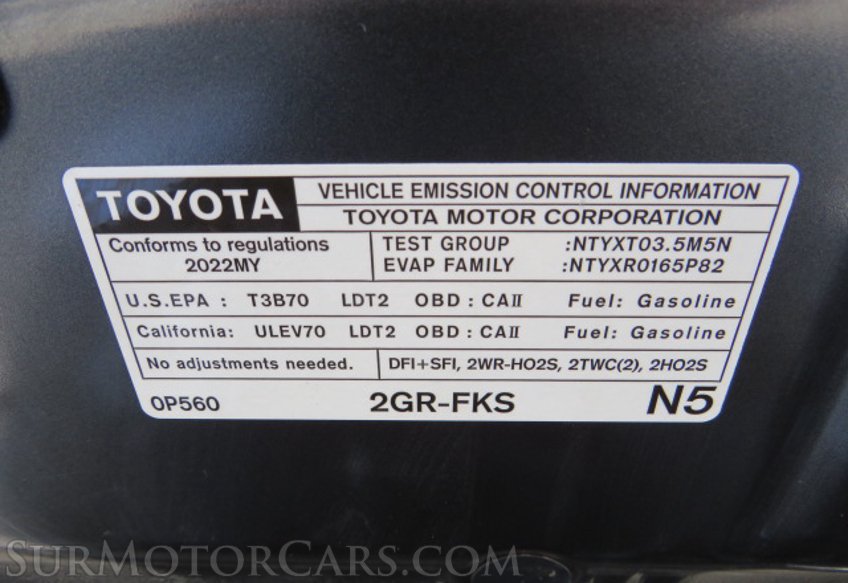 TOYOTA
VEHICLE EMISSION CONTROL INFORMATION
TOYOTA MOTOR CORPORATION
Conforms to regulations
2022MY
TEST GROUP :NTYXT03.5M5N
EVAP FAMILY :NTYXR0165P82
U.S.EPA : T3B70 LDT2 OBD : CAII Fuel: Gasoline
California: ULEV70 LDT2 OBD : CAII Fuel: Gasoline
No adjustments needed. DFI+SFI, 2WR-HO2S, 2TWC(2), 2HO2S
0P560 2GR-FKS N5
SurMotorCars.com